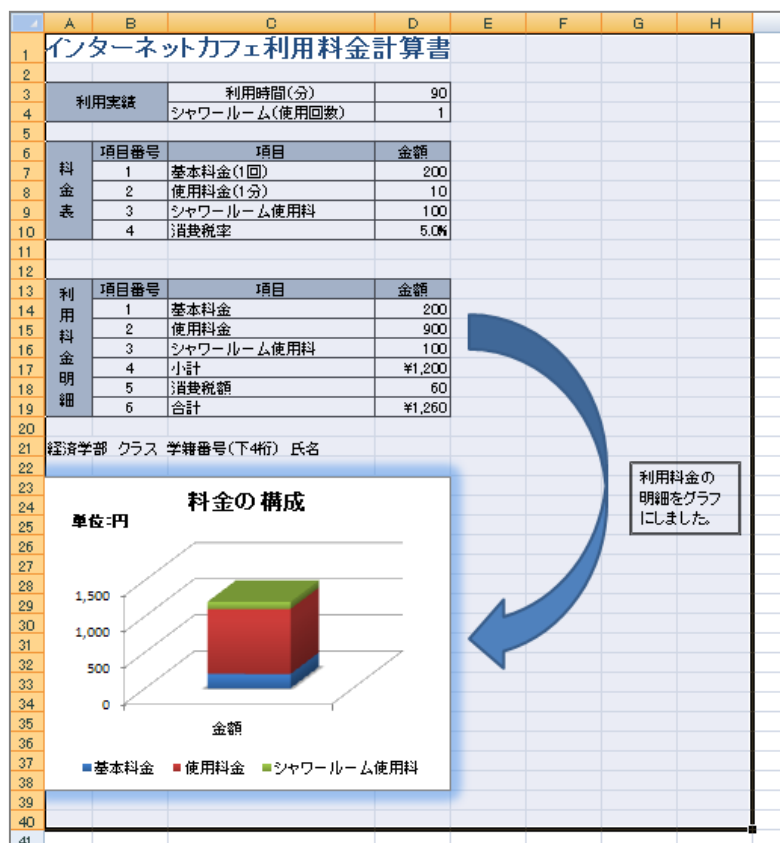 A B C D E F G H
1 インターネットカフェ利用料金計算書
2
3 利用実績 利用時間(分) 90
4 シャワールーム(使用回数) 1
5
6 料金表 項目番号 項目 金額
7 1 基本料金(1回) 200
8 2 使用料金(1分) 10
9 3 シャワールーム使用料 100
10 4 消費税率 5.0%
11
12
13 利用料金明細 項目番号 項目 金額
14 1 基本料金 200
15 2 使用料金 900
16 3 シャワールーム使用料 100
17 4 小計 ¥1,200
18 5 消費税額 60
19 6 合計 ¥1,260
20
21 経済学部 クラス 学籍番号(下4桁) 氏名
22
23
24
25
26
27
28
29
30
31
32
33
34
35
36
37
38
39
40
41
料金の構成
単位:円
1,500
1,000
500
0
金額
基本料金 使用料金 シャワールーム使用料
利用料金の
明細をグラフ
にしました。